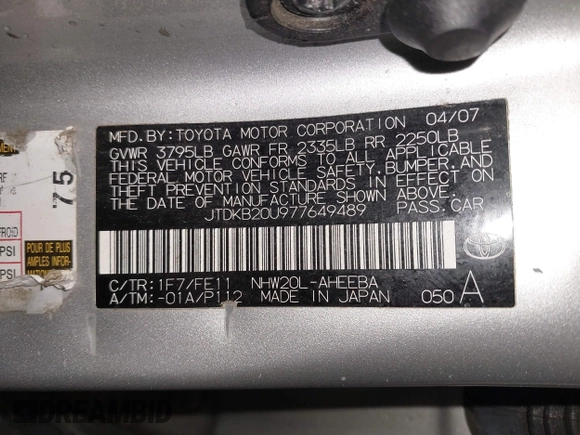 MFD. BY: TOYOTA MOTOR CORPORATION 04/07
GVWR 3795LB GAWR FR 2335LB RR 2250LB
THIS VEHICLE CONFORMS TO ALL APPLICABLE
FEDERAL MOTOR VEHICLE SAFETY, BUMPER, AND
THEFT PREVENTION STANDARDS IN EFFECT ON
THE DATE OF MANUFACTURE SHOWN ABOVE.
JTDKB20U977649489 PASS. CAR
C/TR: 1F7/FE11 NHW20L-AHEEBA
A/TM: -01A/P112 MADE IN JAPAN 050 A
75
FROID
POUR DE PLUS
PSI
PSI
DREAMBID